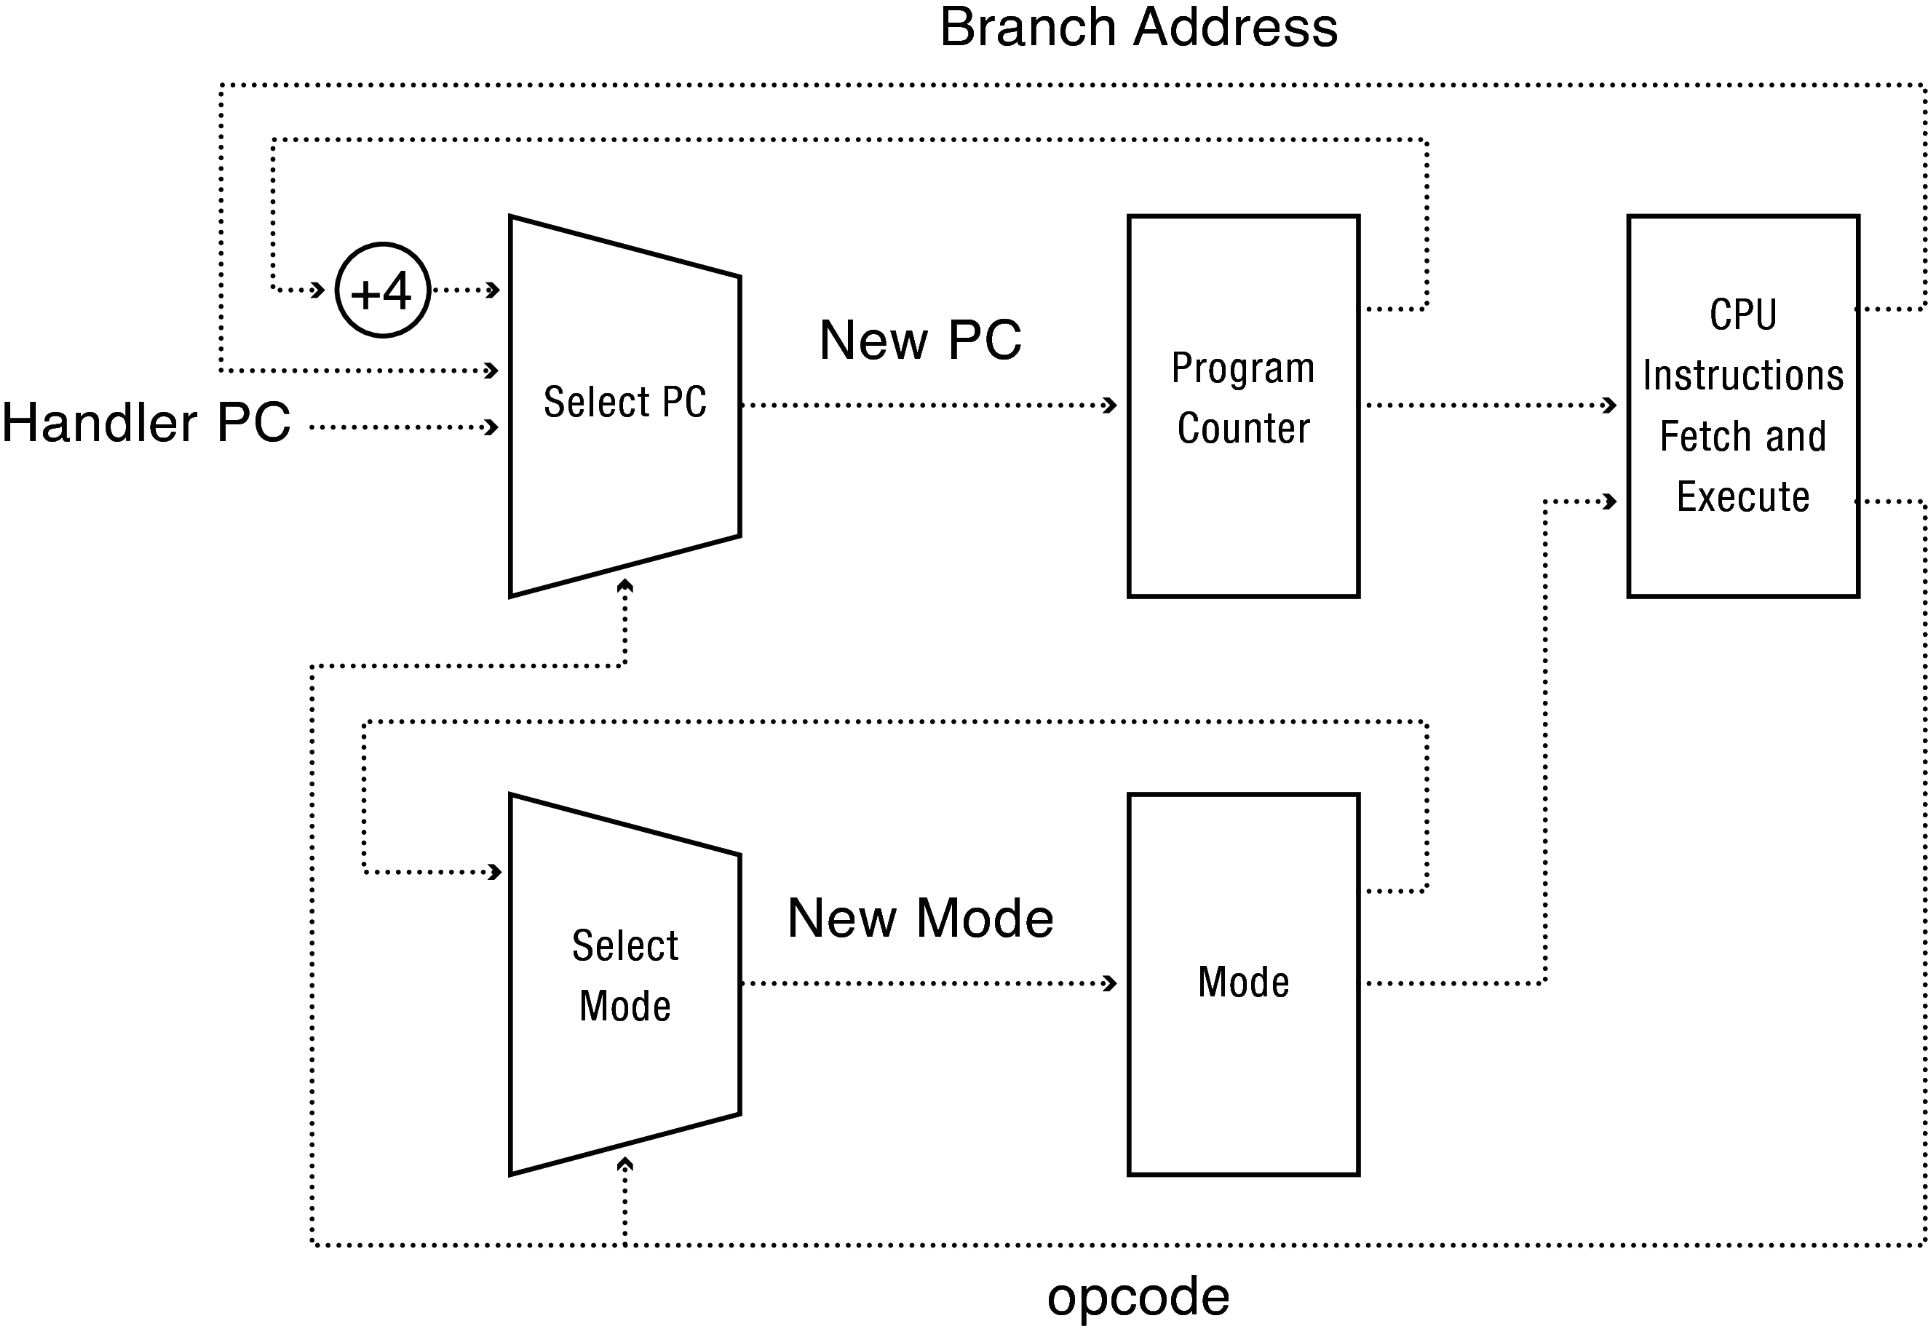 Branch Address
+4
Select PC
New PC
Program
Counter
CPU
Instructions
Fetch and
Execute
Handler PC
Select
Mode
New Mode
Mode
opcode